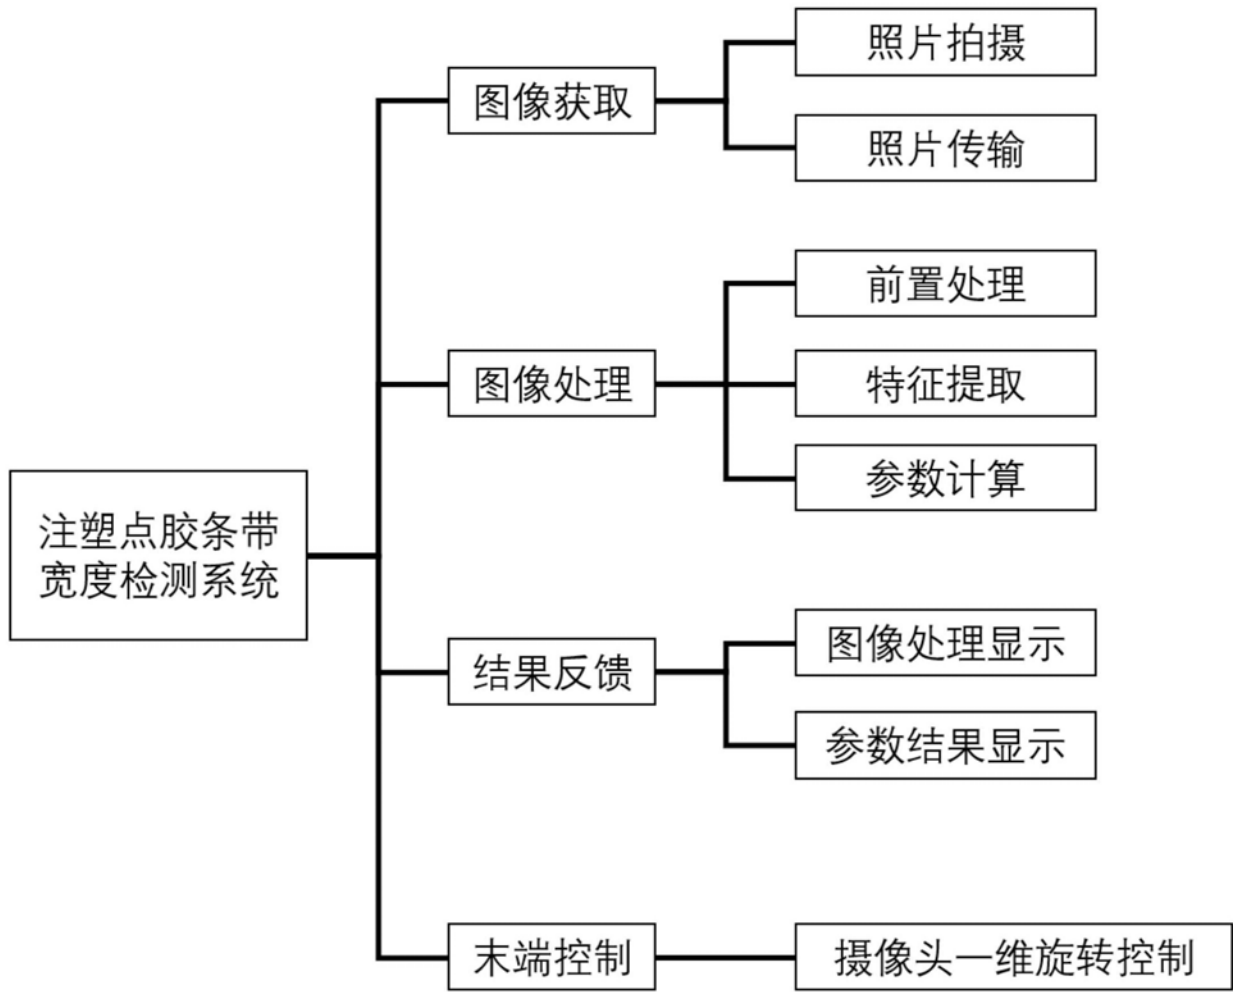 注塑点胶条带
宽度检测系统
图像获取
照片拍摄
照片传输
图像处理
前置处理
特征提取
参数计算
结果反馈
图像处理显示
参数结果显示
末端控制
摄像头一维旋转控制